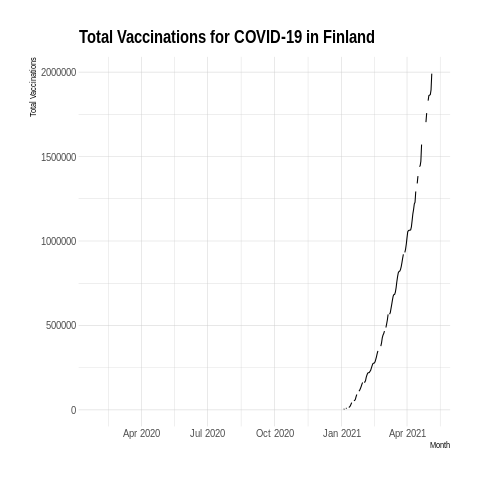 Total Vaccinations for COVID-19 in Finland
Total Vaccinations
2000000
1500000
1000000
500000
0
Apr 2020 Jul 2020 Oct 2020 Jan 2021 Apr 2021
Month